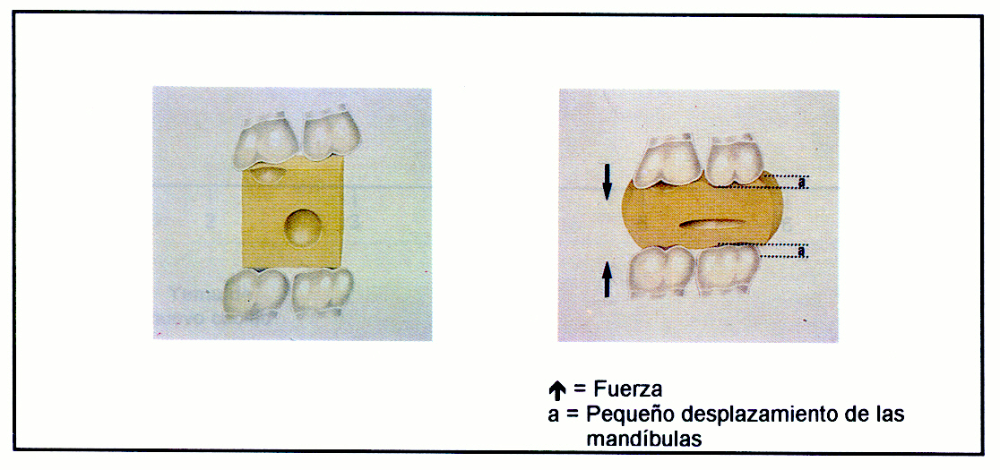 a
a
↑ = Fuerza
a = Pequeño desplazamiento de las
mandíbulas